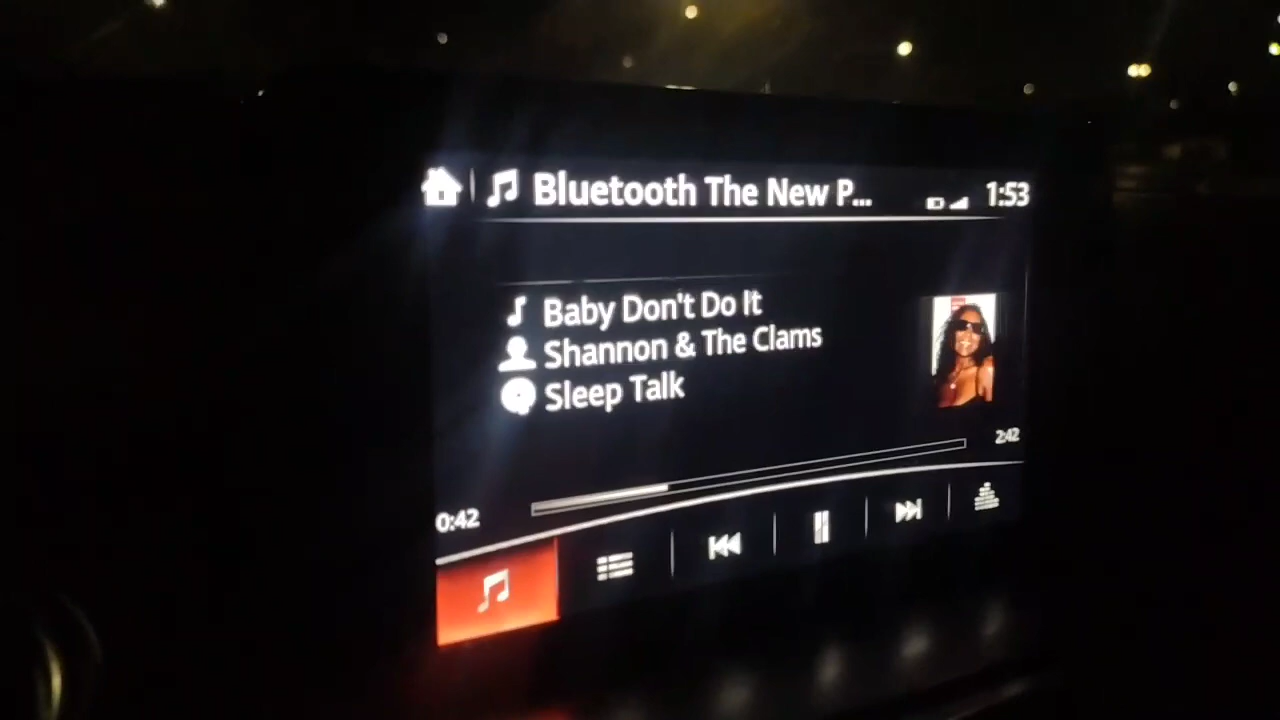 Bluetooth The New P...
1:53
Baby Don't Do It
Shannon & The Clams
Sleep Talk
2:42
0:42